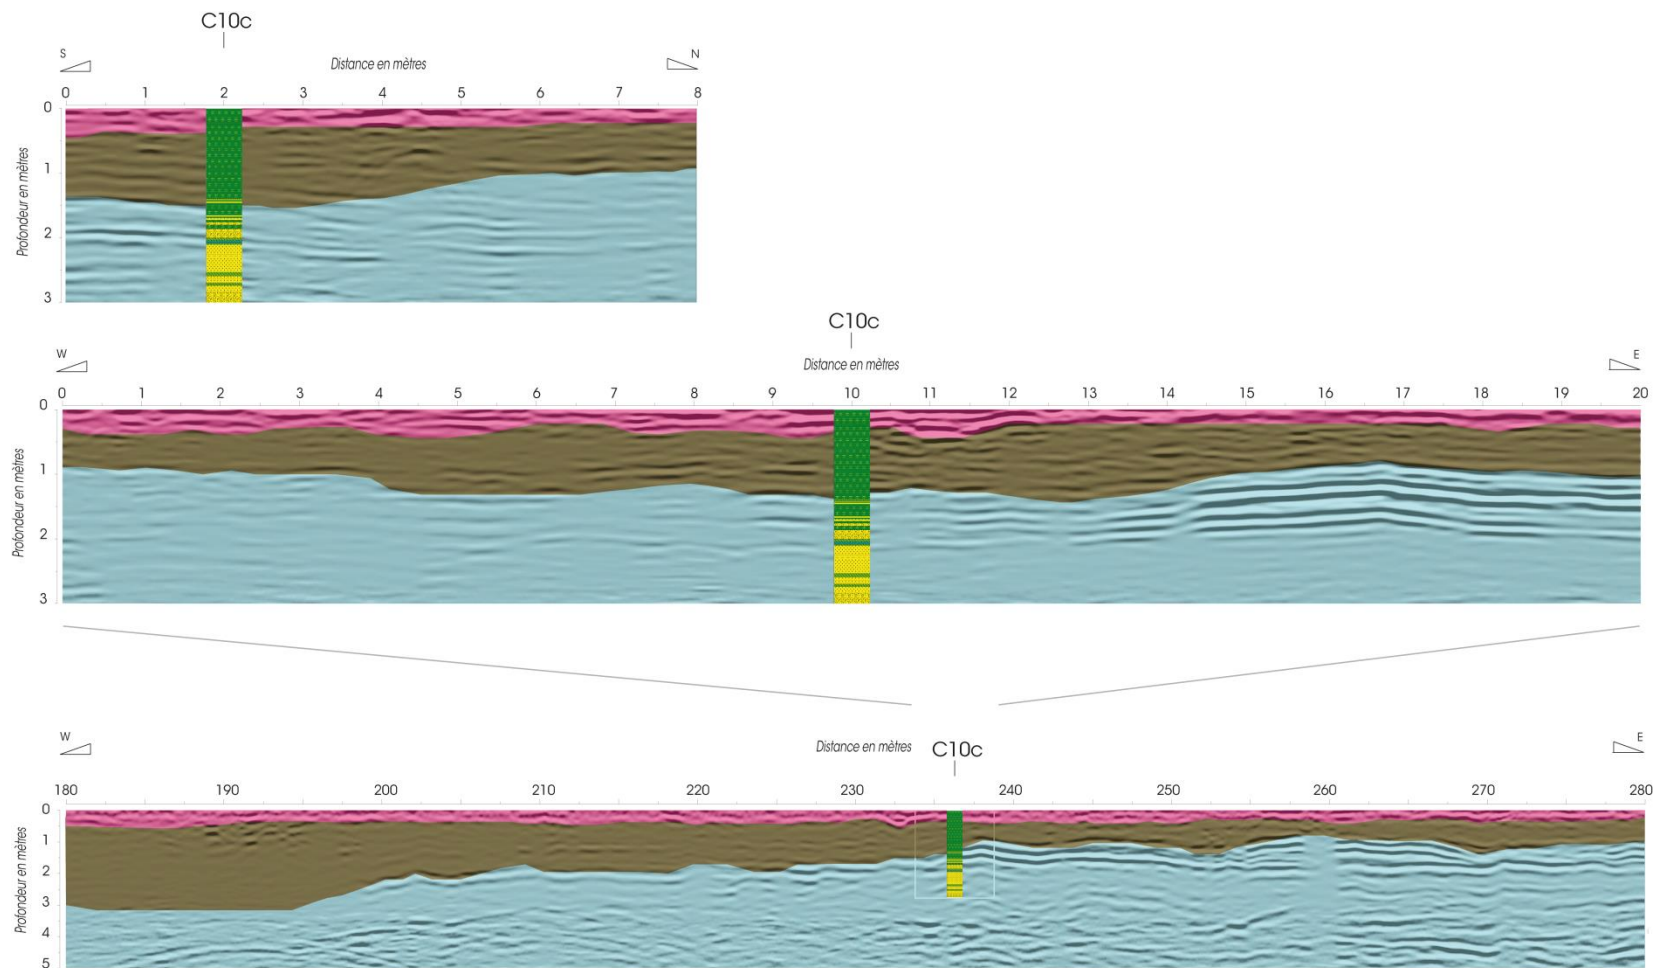 C10c
S N
Distance en mètres
0 1 2 3 4 5 6 7 8
0
1
2
3
Profondeur en mètres
C10c
W E
Distance en mètres
0 1 2 3 4 5 6 7 8 9 10 11 12 13 14 15 16 17 18 19 20
0
1
2
3
Profondeur en mètres
W E
Distance en mètres C10c
180 190 200 210 220 230 240 250 260 270 280
0
1
2
3
4
5
Profondeur en mètres